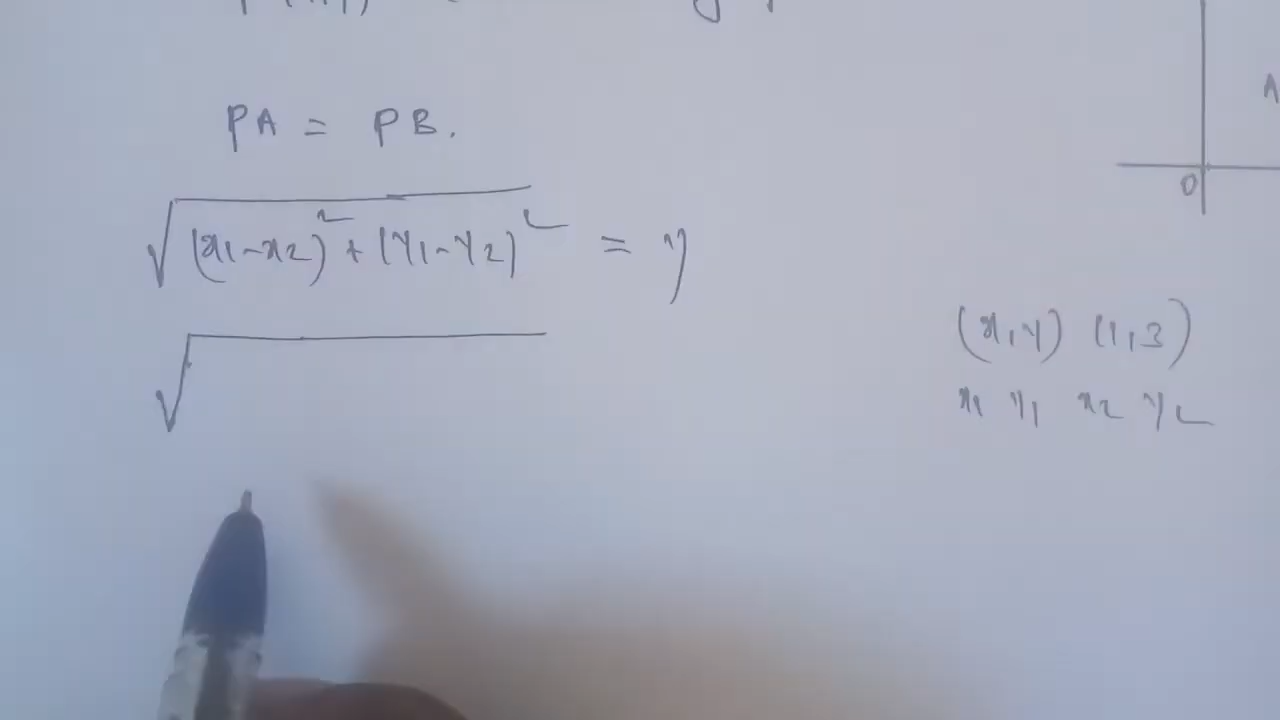 PA = PB.
√(x₁-x₂)² + (y₁-y₂)² = y
√
A
O
(x,y) (1,3)
x₁ y₁ x₂ y₂